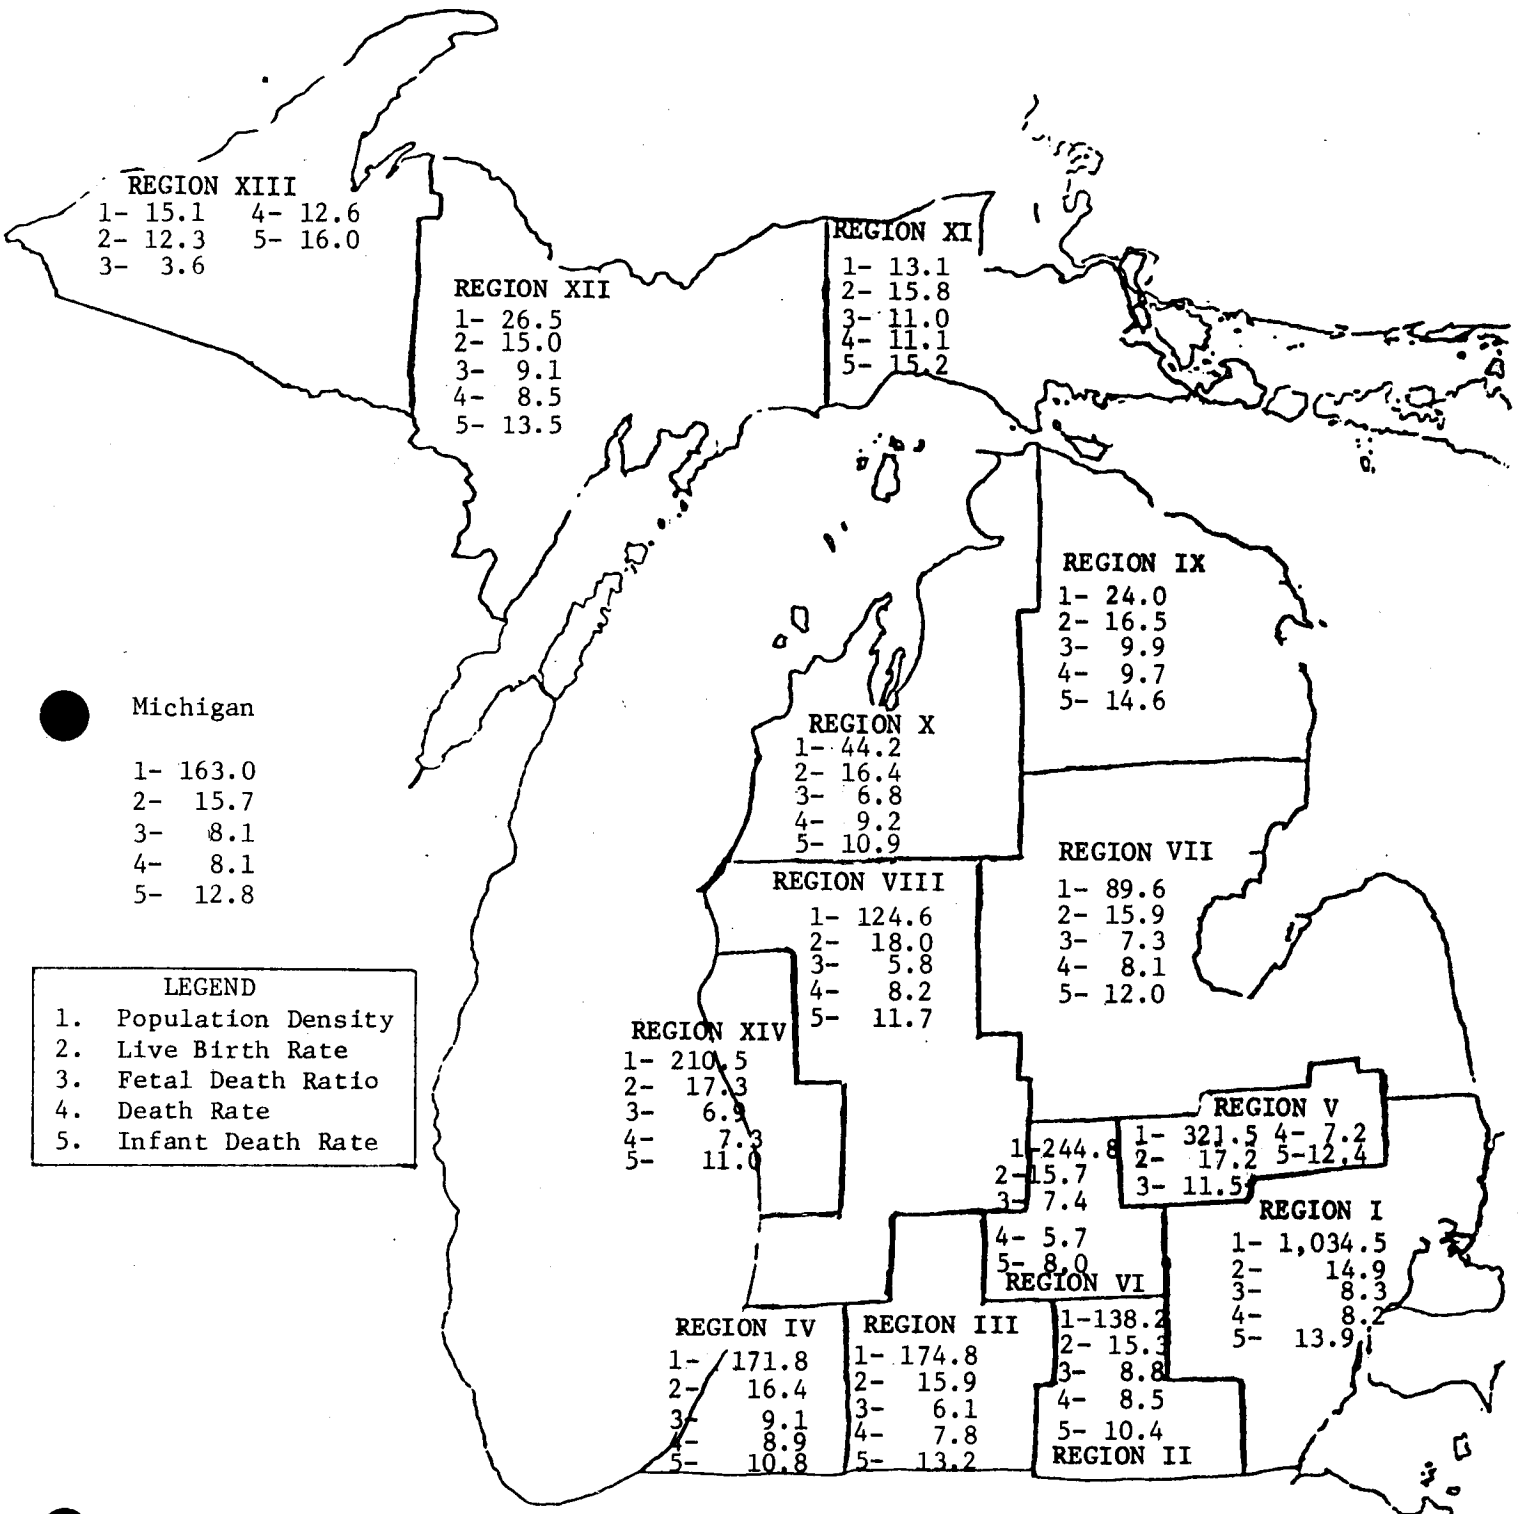 REGION XIII
1- 15.1 4- 12.6
2- 12.3 5- 16.0
3- 3.6
REGION XII
1- 26.5
2- 15.0
3- 9.1
4- 8.5
5- 13.5
REGION XI
1- 13.1
2- 15.8
3- 11.0
4- 11.1
5- 15.2
REGION IX
1- 24.0
2- 16.5
3- 9.9
4- 9.7
5- 14.6
Michigan
1- 163.0
2- 15.7
3- 8.1
4- 8.1
5- 12.8
REGION X
1- 44.2
2- 16.4
3- 6.8
4- 9.2
5- 10.9
REGION VII
1- 89.6
2- 15.9
3- 7.3
4- 8.1
5- 12.0
REGION VIII
1- 124.6
2- 18.0
3- 5.8
4- 8.2
5- 11.7
LEGEND
1. Population Density
2. Live Birth Rate
3. Fetal Death Ratio
4. Death Rate
5. Infant Death Rate
REGION XIV
1- 210.5
2- 17.3
3- 6.9
4- 7.3
5- 11.0
REGION V
1- 321.5 4- 7.2
2- 17.2 5-12.4
3- 11.5
1-244.8
2-15.7
3- 7.4
4- 5.7
5- 8.0
REGION VI
REGION I
1- 1,034.5
2- 14.9
3- 8.3
4- 8.2
5- 13.9
REGION IV
1- 171.8
2- 16.4
3- 9.1
4- 8.9
5- 10.8
REGION III
1- 174.8
2- 15.9
3- 6.1
4- 7.8
5- 13.2
1-138.2
2- 15.3
3- 8.8
4- 8.5
5- 10.4
REGION II